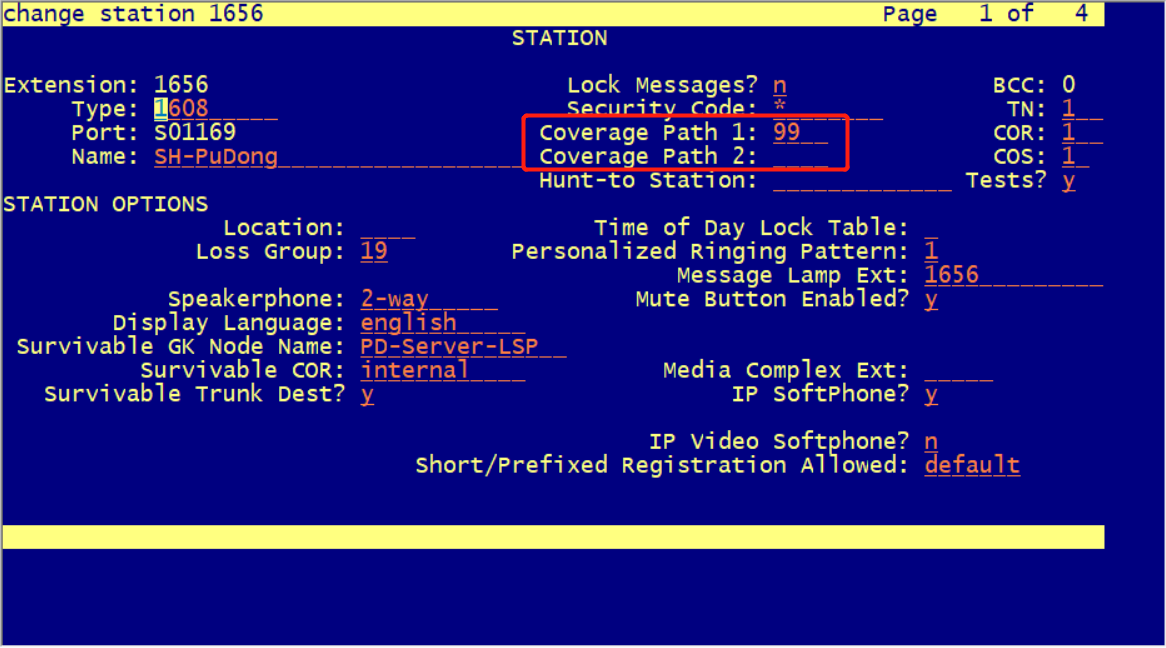 change station 1656 Page 1 of 4
STATION
Extension: 1656 Lock Messages? n BCC: 0
Type: 1608 Security Code: * TN: 1
Port: S01169 Coverage Path 1: 99 COR: 1
Name: SH-PuDong Coverage Path 2: COS: 1
Hunt-to Station: Tests? y
STATION OPTIONS
Location: Time of Day Lock Table:
Loss Group: 19 Personalized Ringing Pattern: 1
Message Lamp Ext: 1656
Speakerphone: 2-way Mute Button Enabled? y
Display Language: english
Survivable GK Node Name: PD-Server-LSP
Survivable COR: internal Media Complex Ext:
Survivable Trunk Dest? y IP SoftPhone? y
IP Video Softphone? n
Short/Prefixed Registration Allowed: default